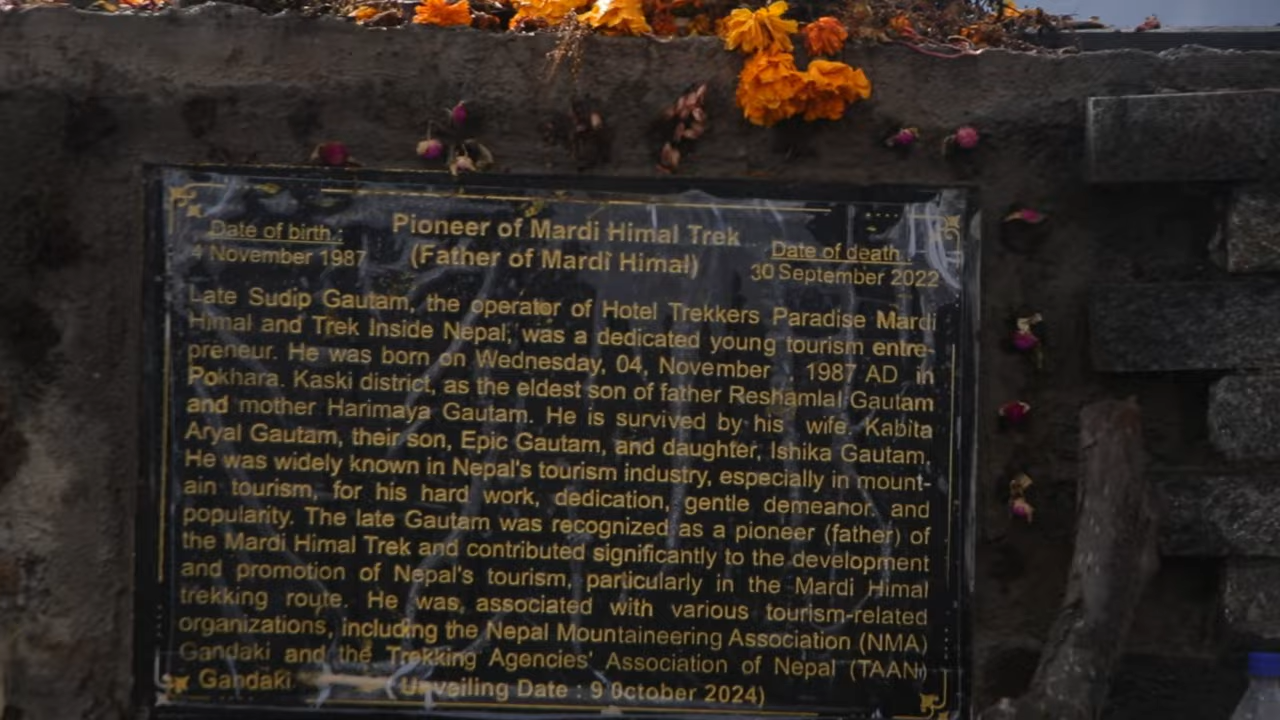 Pioneer of Mardi Himal Trek
(Father of Mardi Himal)
Date of birth.:
4 November 1987
Date of death.:
30 September 2022
Late Sudip Gautam, the operator of Hotel Trekkers Paradise Mardi
Himal and Trek Inside Nepal, was a dedicated young tourism entre-
preneur. He was born on Wednesday, 04, November , 1987 AD in
Pokhara. Kaski district, as the eldest son of father Reshamlal Gautam
and mother Harimaya Gautam. He is survived by his wife. Kabita
Aryal Gautam, their son, Epic Gautam, and daughter, Ishika Gautam.
He was widely known in Nepal's tourism industry, especially in mount-
ain tourism, for his hard work, dedication, gentle demeanor, and
popularity. The late Gautam was recognized as a pioneer (father) of
the Mardi Himal Trek and contributed significantly to the development
and promotion of Nepal's tourism, particularly in the Mardi Himal
trekking route. He was, associated with various tourism-related
organizations, including the Nepal Mountaineering Association (NMA)
Gandaki and the Trekking Agencies' Association of Nepal (TAAN)
Gandaki Unveiling Date : 9 October 2024)